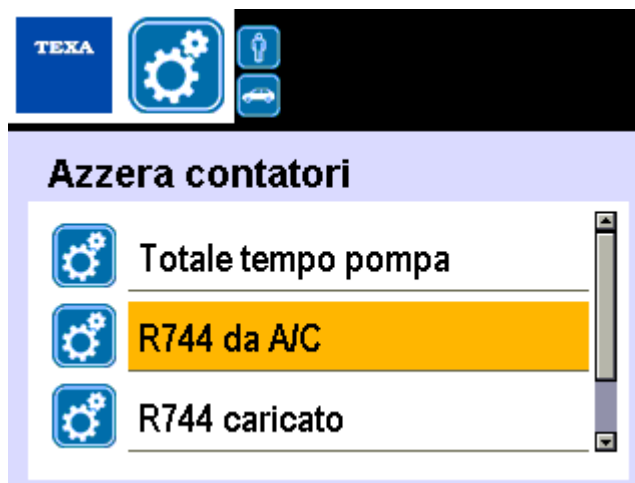 TEXA
Azzera contatori
Totale tempo pompa
R744 da A/C
R744 caricato